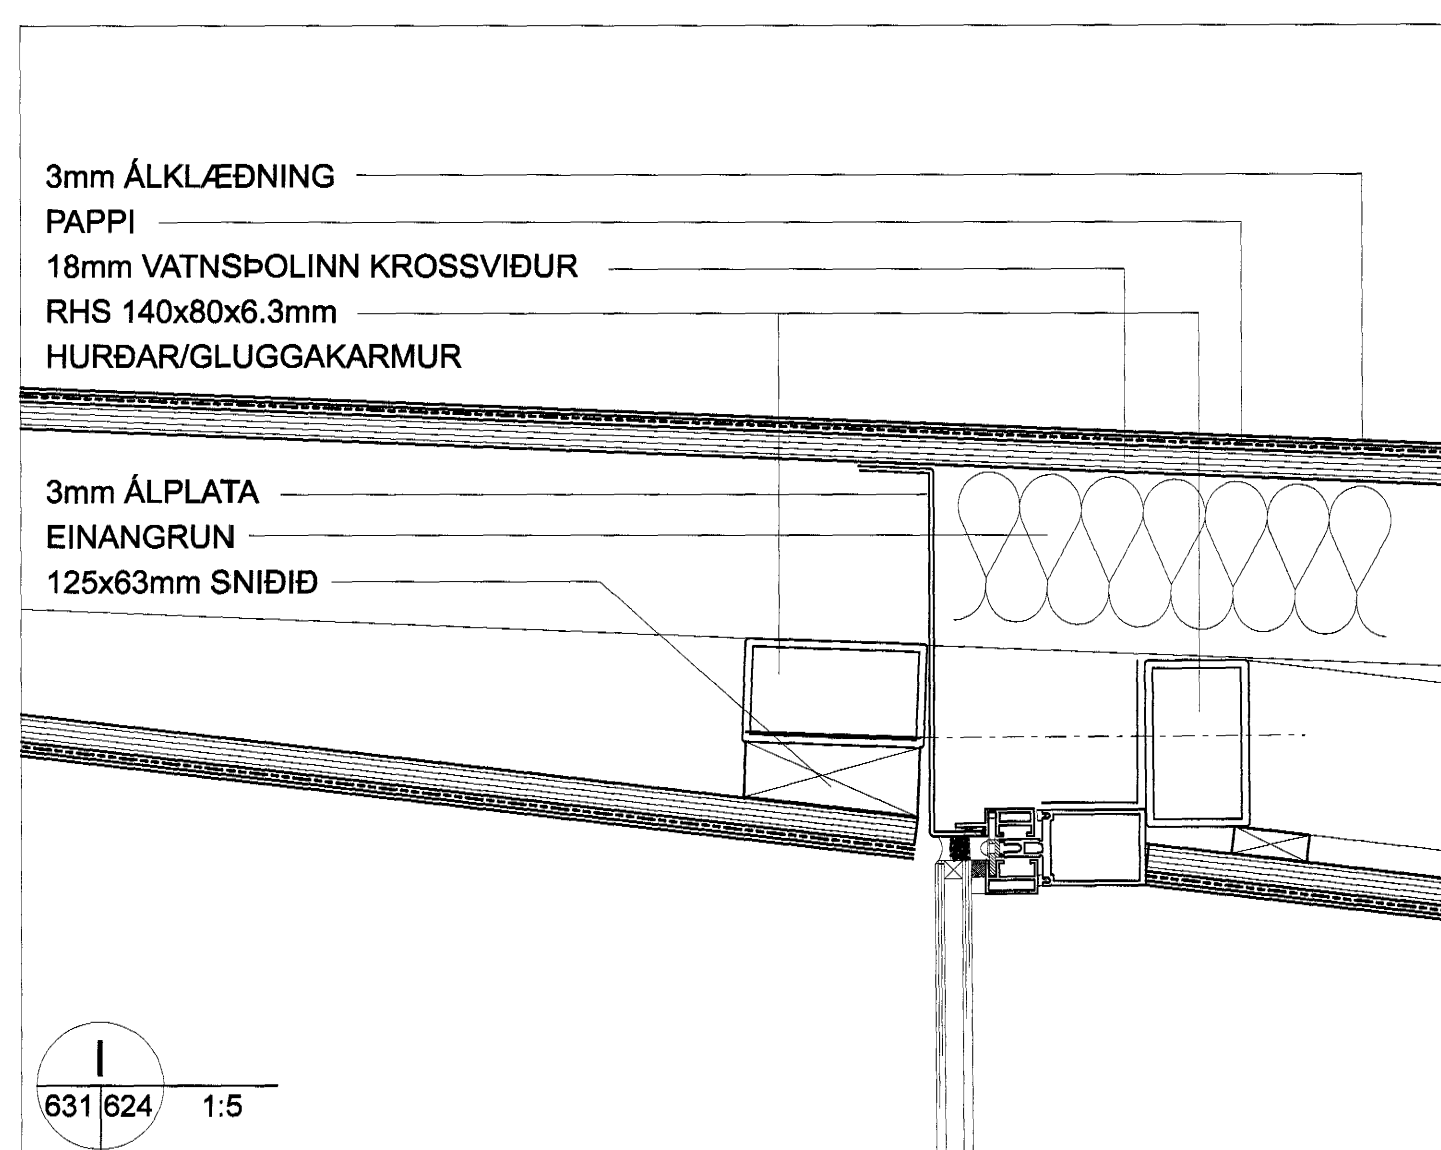 3mm ÁLKLÆÐNING
PAPPI
18mm VATNSÞOLINN KROSSVIÐUR
RHS 140x80x6.3mm
HURÐAR/GLUGGAKARMUR
3mm ÁLPLATA
EINANGRUN
125x63mm SNIÐIÐ
I
631 624 1:5